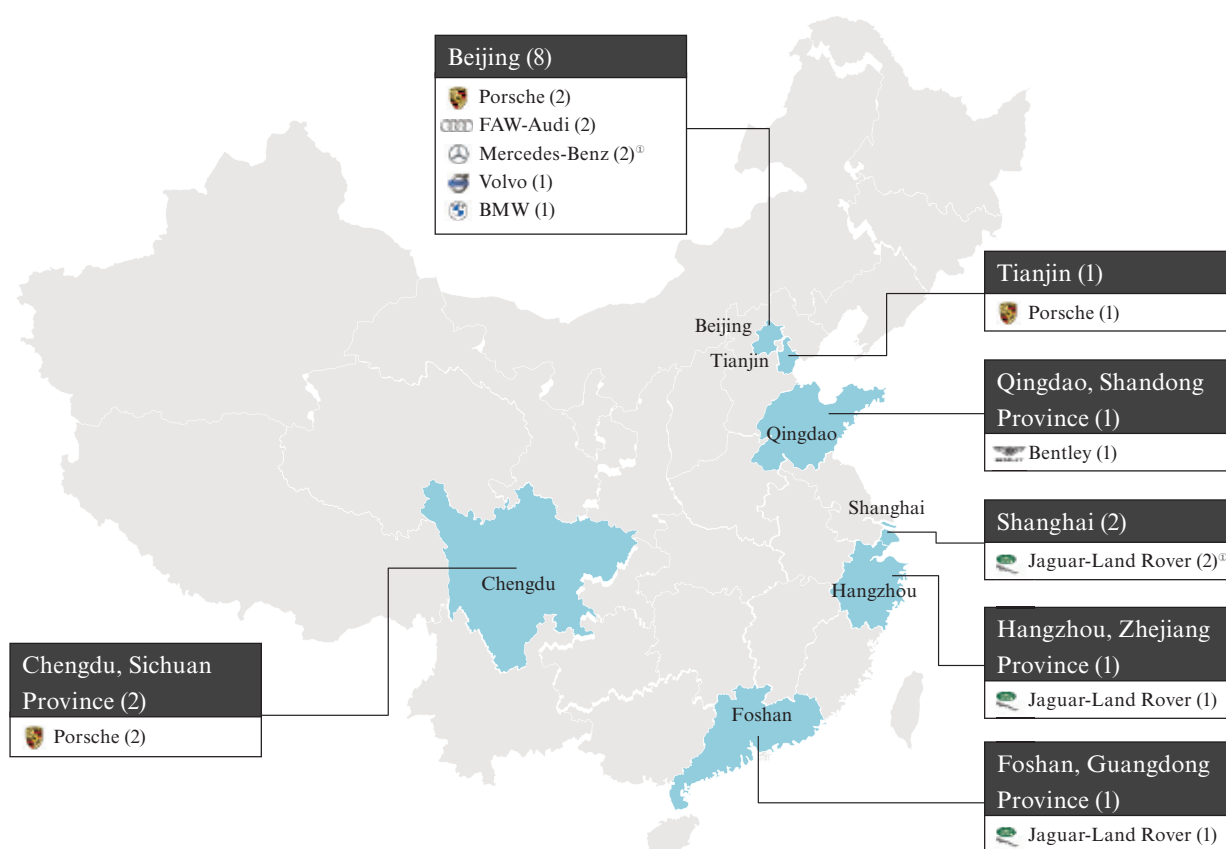 Beijing (8)
Porsche (2)
FAW-Audi (2)
Mercedes-Benz (2)①
Volvo (1)
BMW (1)
Tianjin (1)
Porsche (1)
Beijing
Tianjin
Qingdao, Shandong
Province (1)
Bentley (1)
Qingdao
Shanghai
Shanghai (2)
Jaguar-Land Rover (2)①
Chengdu
Hangzhou
Hangzhou, Zhejiang
Province (1)
Jaguar-Land Rover (1)
Chengdu, Sichuan
Province (2)
Porsche (2)
Foshan
Foshan, Guangdong
Province (1)
Jaguar-Land Rover (1)